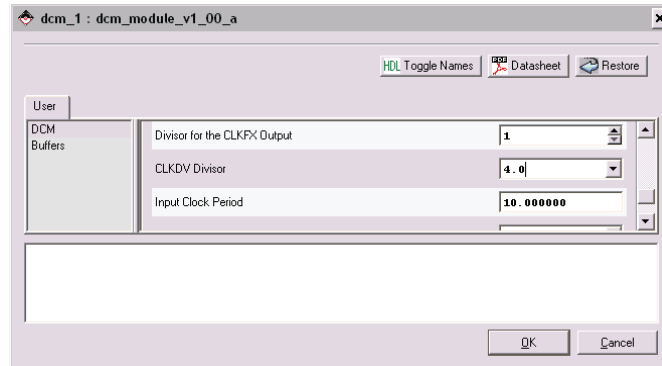 dcm_1 : dcm_module_v1_00_a
HDL Toggle Names
PDF Datasheet
Restore
User
DCM
Buffers
Divisor for the CLKFX Output 1
CLKDV Divisor 4.0
Input Clock Period 10.000000
OK
Cancel